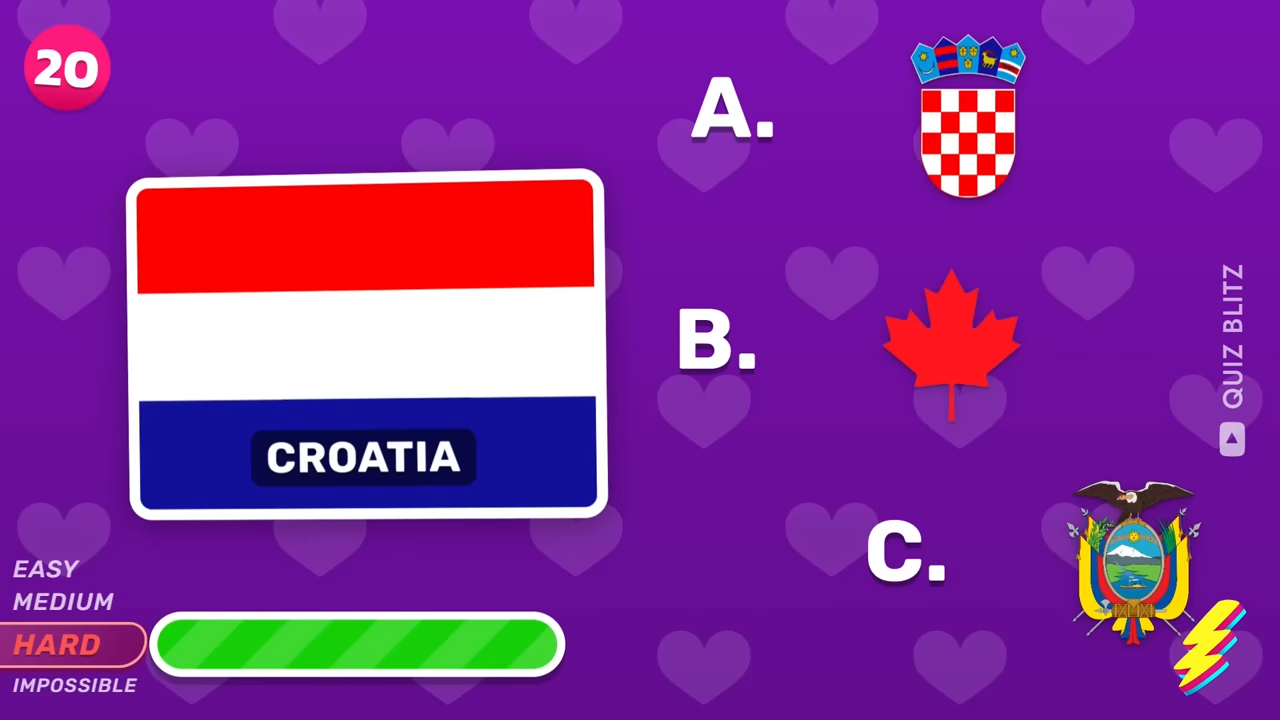 20
A.
CROATIA
B.
C.
EASY
MEDIUM
HARD
IMPOSSIBLE
QUIZ BLITZ